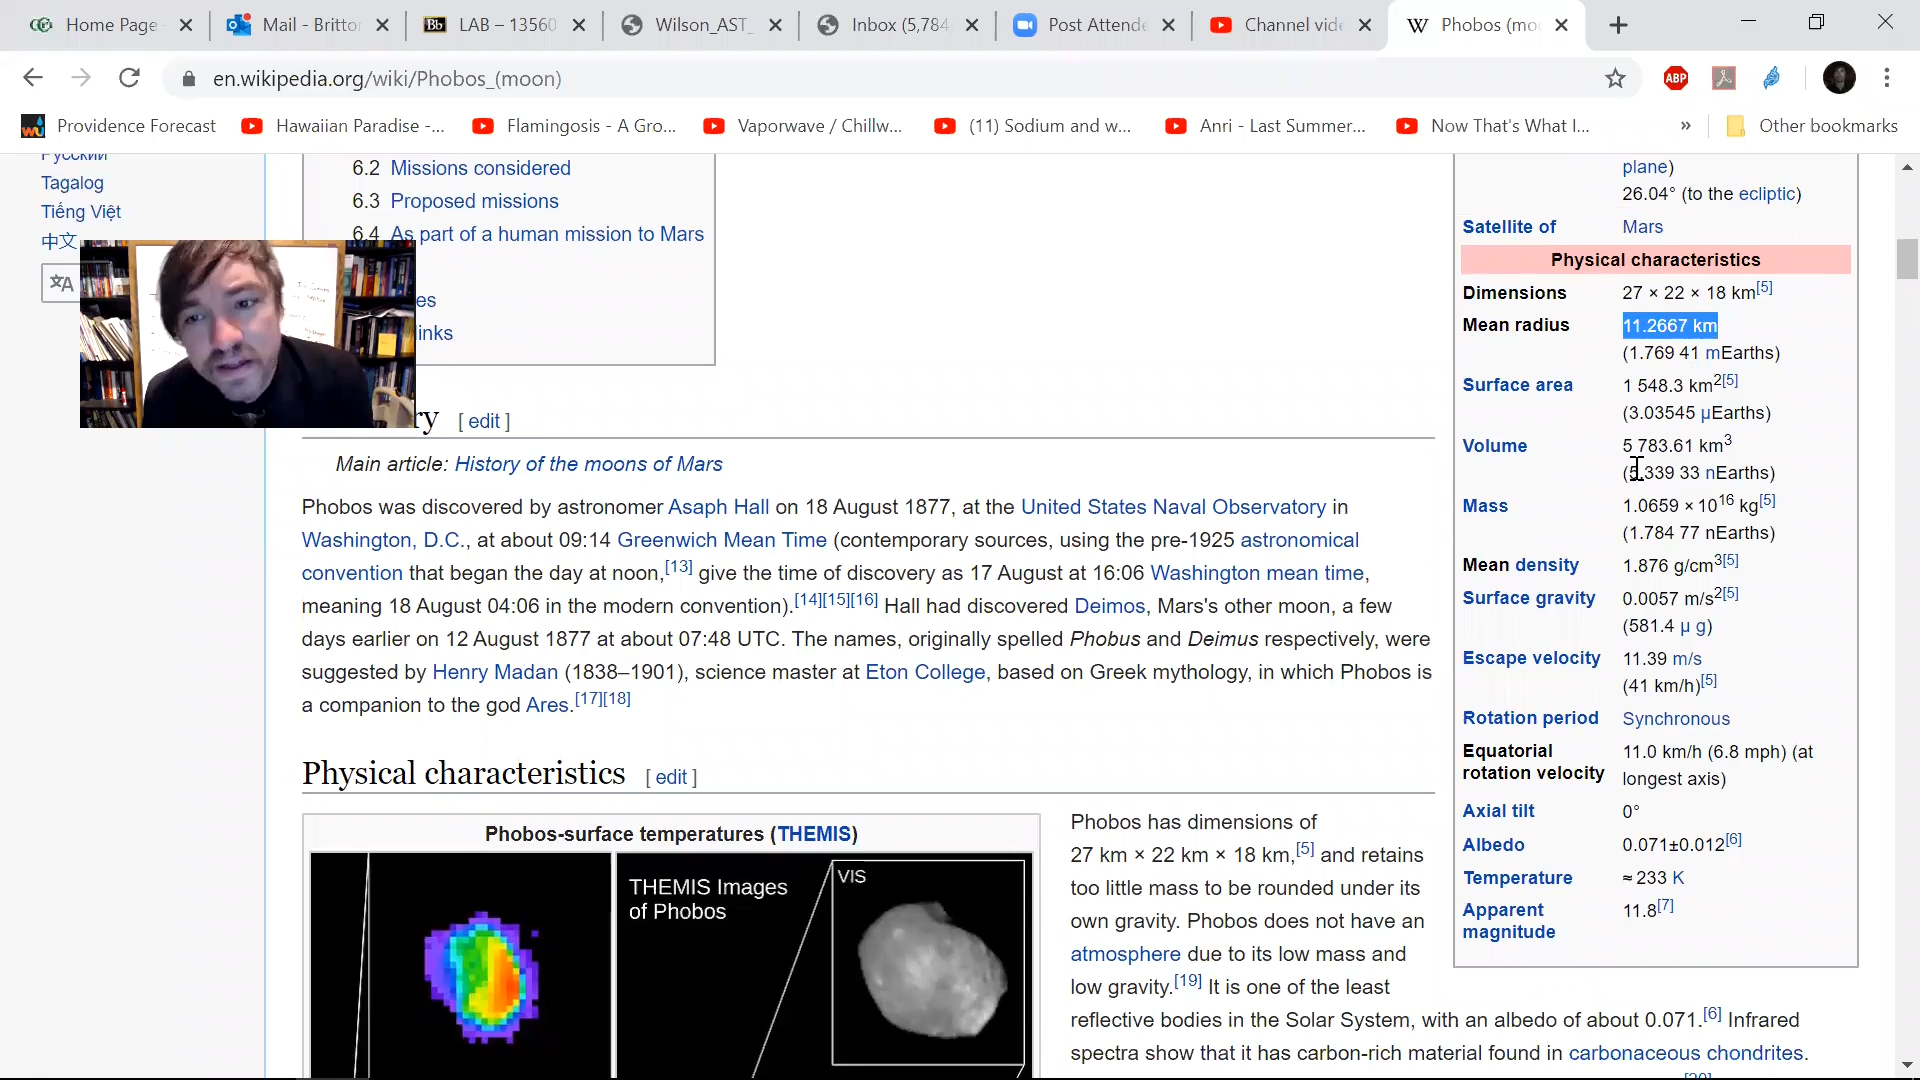 Home Page
Mail - Britto
Bb
LAB – 13560
Wilson_AST_
Inbox (5,784
Post Attende
Channel vide
W
Phobos (mo
en.wikipedia.org/wiki/Phobos_(moon)
ABP
Providence Forecast
Hawaiian Paradise -...
Flamingosis - A Gro...
Vaporwave / Chillw...
(11) Sodium and w...
Anri - Last Summer...
Now That's What I...
»
Other bookmarks
Русский
Tagalog
Tiếng Việt
中文
6.2 Missions considered
6.3 Proposed missions
6.4 As part of a human mission to Mars
es
inks
ry [ edit ]
Main article: History of the moons of Mars
Phobos was discovered by astronomer Asaph Hall on 18 August 1877, at the United States Naval Observatory in
Washington, D.C., at about 09:14 Greenwich Mean Time (contemporary sources, using the pre-1925 astronomical
convention that began the day at noon,[13] give the time of discovery as 17 August at 16:06 Washington mean time,
meaning 18 August 04:06 in the modern convention).[14][15][16] Hall had discovered Deimos, Mars's other moon, a few
days earlier on 12 August 1877 at about 07:48 UTC. The names, originally spelled Phobus and Deimus respectively, were
suggested by Henry Madan (1838–1901), science master at Eton College, based on Greek mythology, in which Phobos is
a companion to the god Ares.[17][18]
Physical characteristics [ edit ]
Phobos-surface temperatures (THEMIS)
THEMIS Images
of Phobos
VIS
Phobos has dimensions of
27 km × 22 km × 18 km,[5] and retains
too little mass to be rounded under its
own gravity. Phobos does not have an
atmosphere due to its low mass and
low gravity.[19] It is one of the least
reflective bodies in the Solar System, with an albedo of about 0.071.[6] Infrared
spectra show that it has carbon-rich material found in carbonaceous chondrites.
plane)
26.04° (to the ecliptic)
Satellite of Mars
Physical characteristics
Dimensions 27 × 22 × 18 km[5]
Mean radius 11.2667 km
(1.769 41 mEarths)
Surface area 1 548.3 km2[5]
(3.03545 µEarths)
Volume 5 783.61 km3
(5.339 33 nEarths)
Mass 1.0659 × 1016 kg[5]
(1.784 77 nEarths)
Mean density 1.876 g/cm3[5]
Surface gravity 0.0057 m/s2[5]
(581.4 µ g)
Escape velocity 11.39 m/s
(41 km/h)[5]
Rotation period Synchronous
Equatorial rotation velocity 11.0 km/h (6.8 mph) (at
longest axis)
Axial tilt 0°
Albedo 0.071±0.012[6]
Temperature ≈ 233 K
Apparent magnitude 11.8[7]